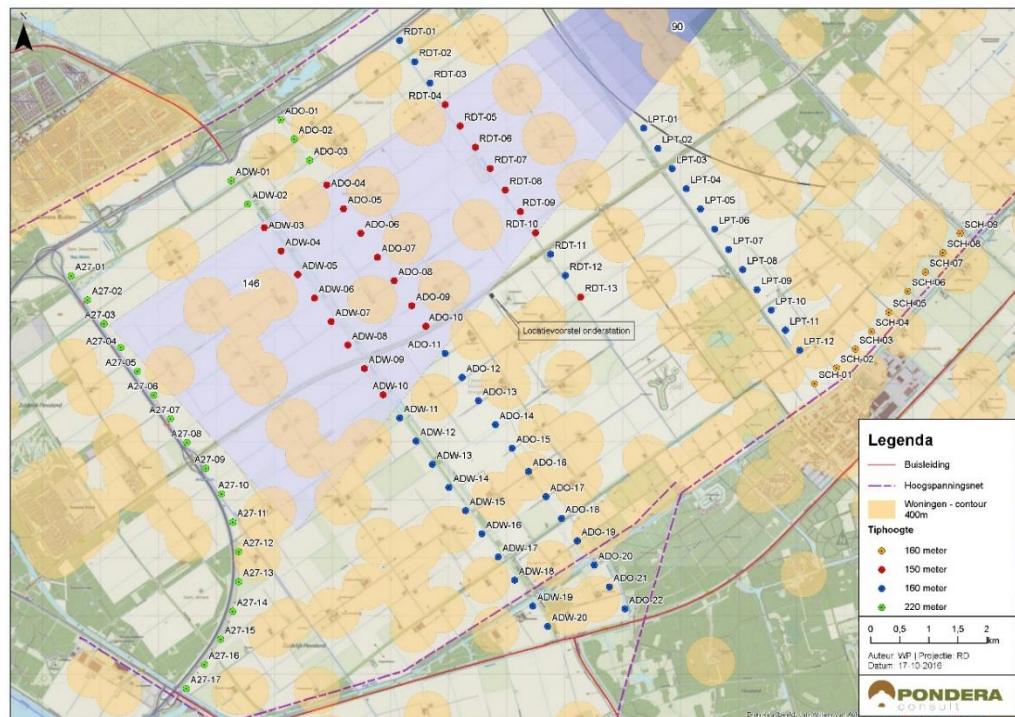 N
90
146
RDT-01
RDT-02
RDT-03
RDT-04
RDT-05
RDT-06
RDT-07
RDT-08
RDT-09
RDT-10
RDT-11
RDT-12
RDT-13
ADO-01
ADO-02
ADO-03
ADO-04
ADO-05
ADO-06
ADO-07
ADO-08
ADO-09
ADO-10
ADO-11
ADO-12
ADO-13
ADO-14
ADO-15
ADO-16
ADO-17
ADO-18
ADO-19
ADO-20
ADO-21
ADO-22
ADW-01
ADW-02
ADW-03
ADW-04
ADW-05
ADW-06
ADW-07
ADW-08
ADW-09
ADW-10
ADW-11
ADW-12
ADW-13
ADW-14
ADW-15
ADW-16
ADW-17
ADW-18
ADW-19
ADW-20
A27-01
A27-02
A27-03
A27-04
A27-05
A27-06
A27-07
A27-08
A27-09
A27-10
A27-11
A27-12
A27-13
A27-14
A27-15
A27-16
A27-17
LPT-01
LPT-02
LPT-03
LPT-04
LPT-05
LPT-06
LPT-07
LPT-08
LPT-09
LPT-10
LPT-11
LPT-12
SCH-09
SCH-08
SCH-07
SCH-06
SCH-05
SCH-04
SCH-03
SCH-02
SCH-01
Locatievoorstel onderstation
Legenda
Buisleiding
Hoogspanningsnet
Woningen - contour
400m
Tiphoogte
160 meter
150 meter
160 meter
220 meter
0 0,5 1 1,5 2
km
Auteur: WP | Projectie: RD
Datum: 17-10-2016
PONDERA
consult